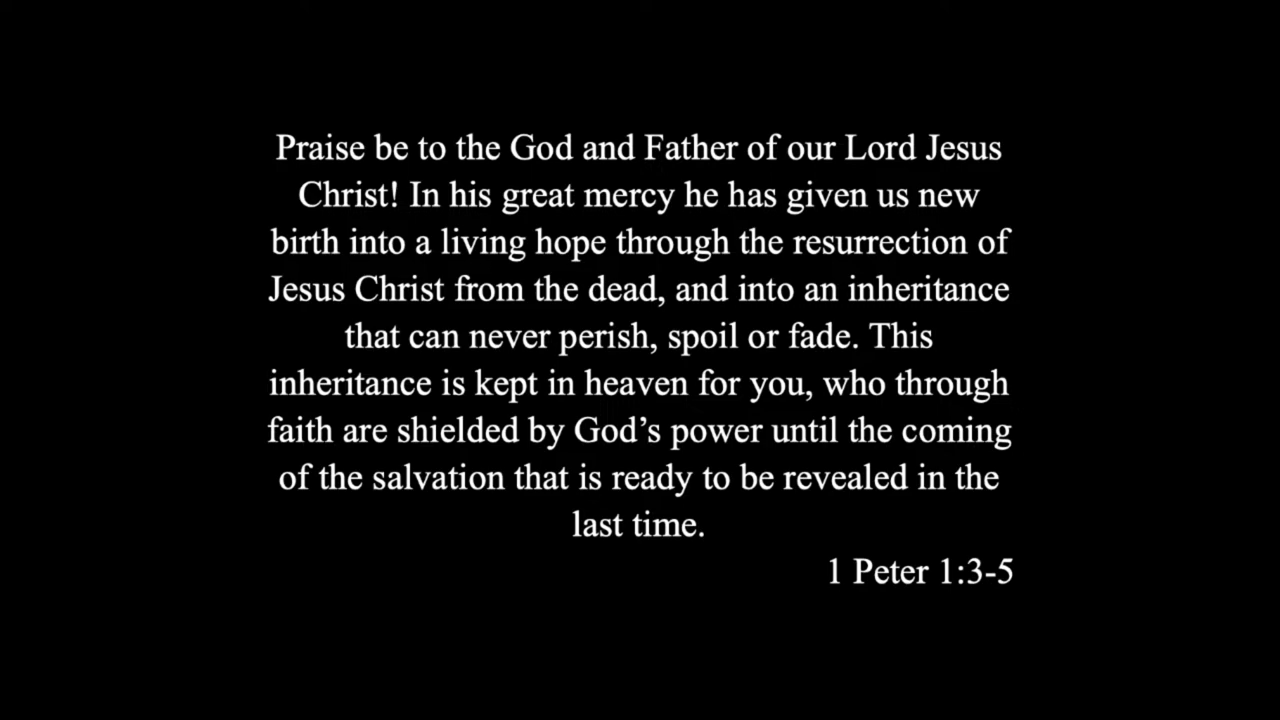 Praise be to the God and Father of our Lord Jesus
Christ! In his great mercy he has given us new
birth into a living hope through the resurrection of
Jesus Christ from the dead, and into an inheritance
that can never perish, spoil or fade. This
inheritance is kept in heaven for you, who through
faith are shielded by God’s power until the coming
of the salvation that is ready to be revealed in the
last time.
1 Peter 1:3-5